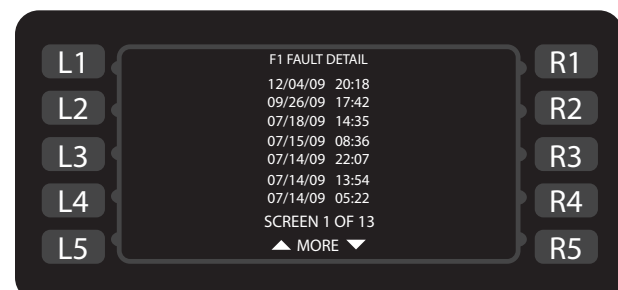 F1 FAULT DETAIL
L1
R1
12/04/09 20:18
09/26/09 17:42
L2
R2
07/18/09 14:35
07/15/09 08:36
L3
R3
07/14/09 22:07
07/14/09 13:54
L4
R4
07/14/09 05:22
SCREEN 1 OF 13
L5
R5
MORE